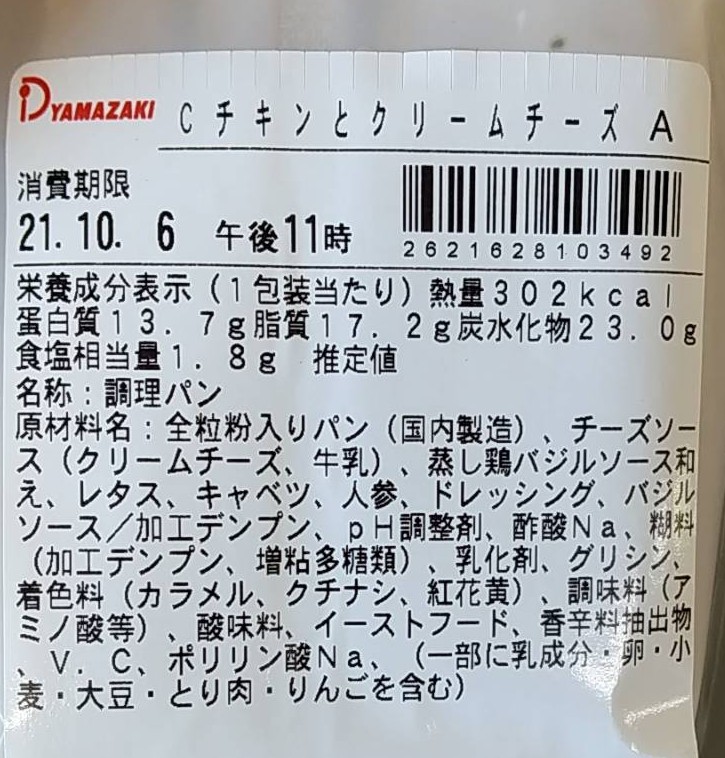 YAMAZAKI
Cチキンとクリームチーズ A
消費期限
21. 10. 6 午後11時
2621628103492
栄養成分表示(1包装当たり)熱量302kcal
蛋白質13.7g脂質17.2g炭水化物23.0g
食塩相当量1.8g 推定値
名称:調理パン
原材料名:全粒粉入りパン(国内製造)、チーズソー
ス(クリームチーズ、牛乳)、蒸し鶏バジルソース和
え、レタス、キャベツ、人参、ドレッシング、バジル
ソース/加工デンプン、pH調整剤、酢酸Na、糊料
(加工デンプン、増粘多糖類)、乳化剤、グリシン、
着色料(カラメル、クチナシ、紅花黄)、調味料(ア
ミノ酸等)、酸味料、イーストフード、香辛料抽出物
、V.C、ポリリン酸Na、(一部に乳成分・卵・小
麦・大豆・とり肉・りんごを含む)